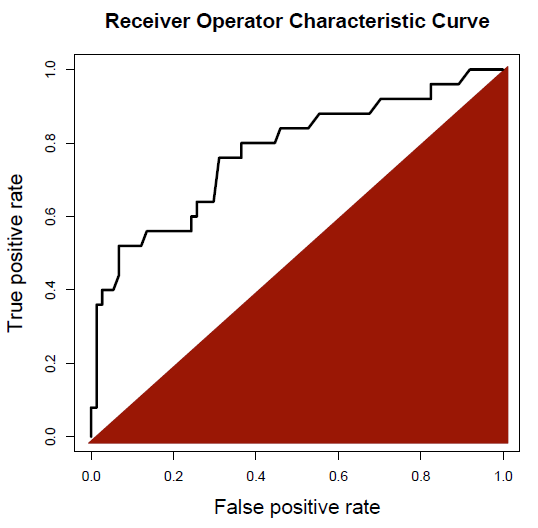 Receiver Operator Characteristic Curve
True positive rate
1.0
0.8
0.6
0.4
0.2
0.0
0.0 0.2 0.4 0.6 0.8 1.0
False positive rate